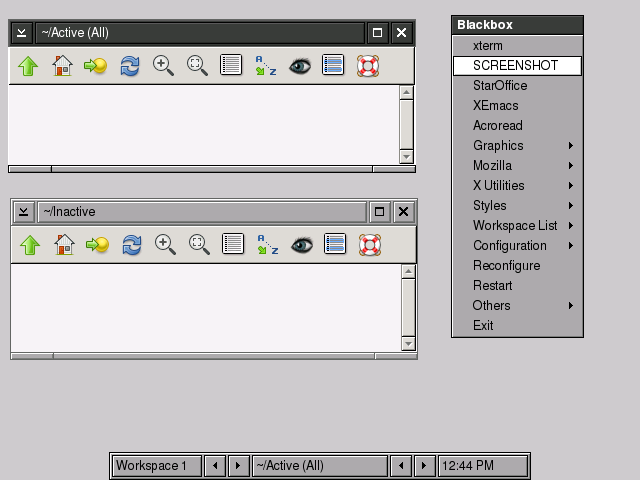 ~/Active (All)
A
Z
~/Inactive
A
Z
Blackbox
xterm
SCREENSHOT
StarOffice
XEmacs
Acroread
Graphics
Mozilla
X Utilities
Styles
Workspace List
Configuration
Reconfigure
Restart
Others
Exit
Workspace 1
~/Active (All)
12:44 PM